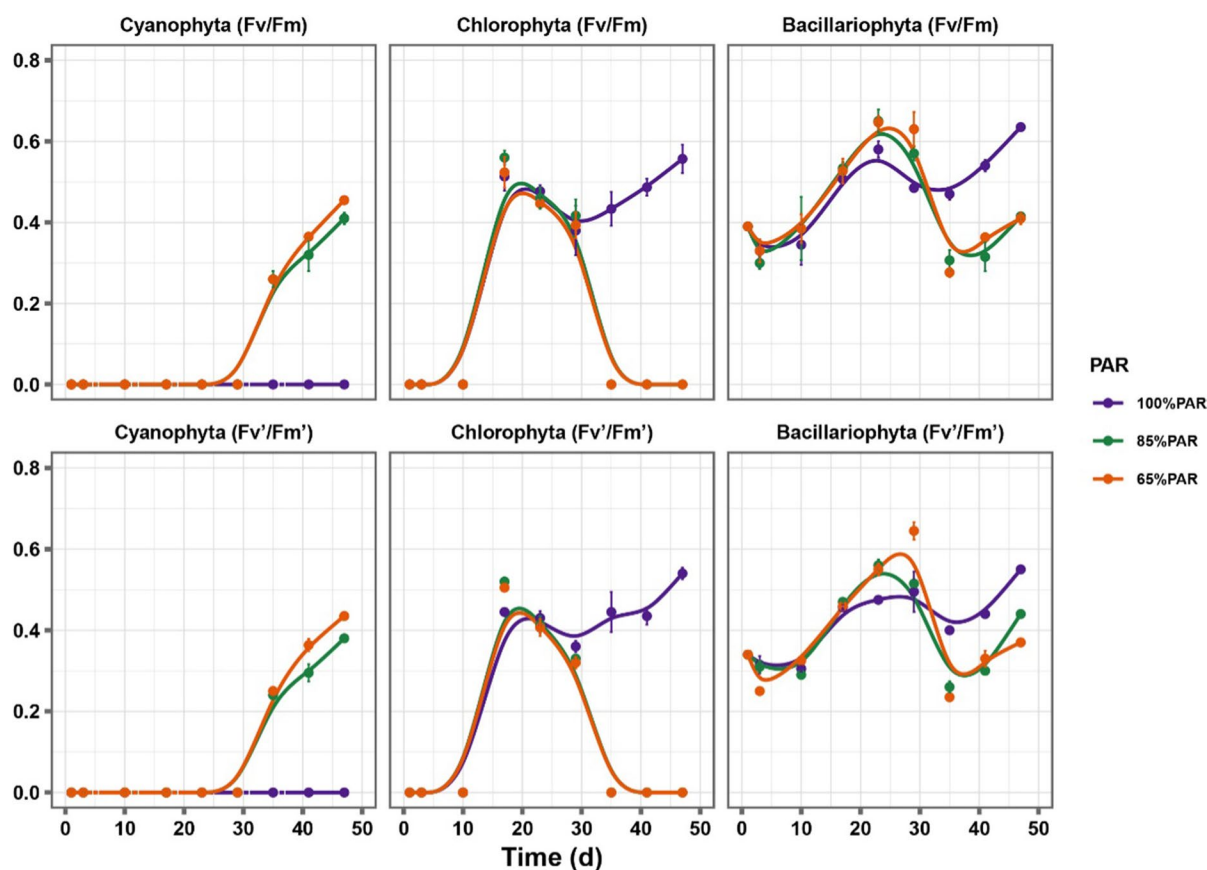 Cyanophyta (Fv/Fm) Chlorophyta (Fv/Fm) Bacillariophyta (Fv/Fm)
0.8
0.6
0.4
0.2
0.0
PAR
100%PAR
85%PAR
65%PAR
Cyanophyta (Fv’/Fm’) Chlorophyta (Fv’/Fm’) Bacillariophyta (Fv’/Fm’)
0.8
0.6
0.4
0.2
0.0
0 10 20 30 40 50 0 10 20 30 40 50 0 10 20 30 40 50
Time (d)